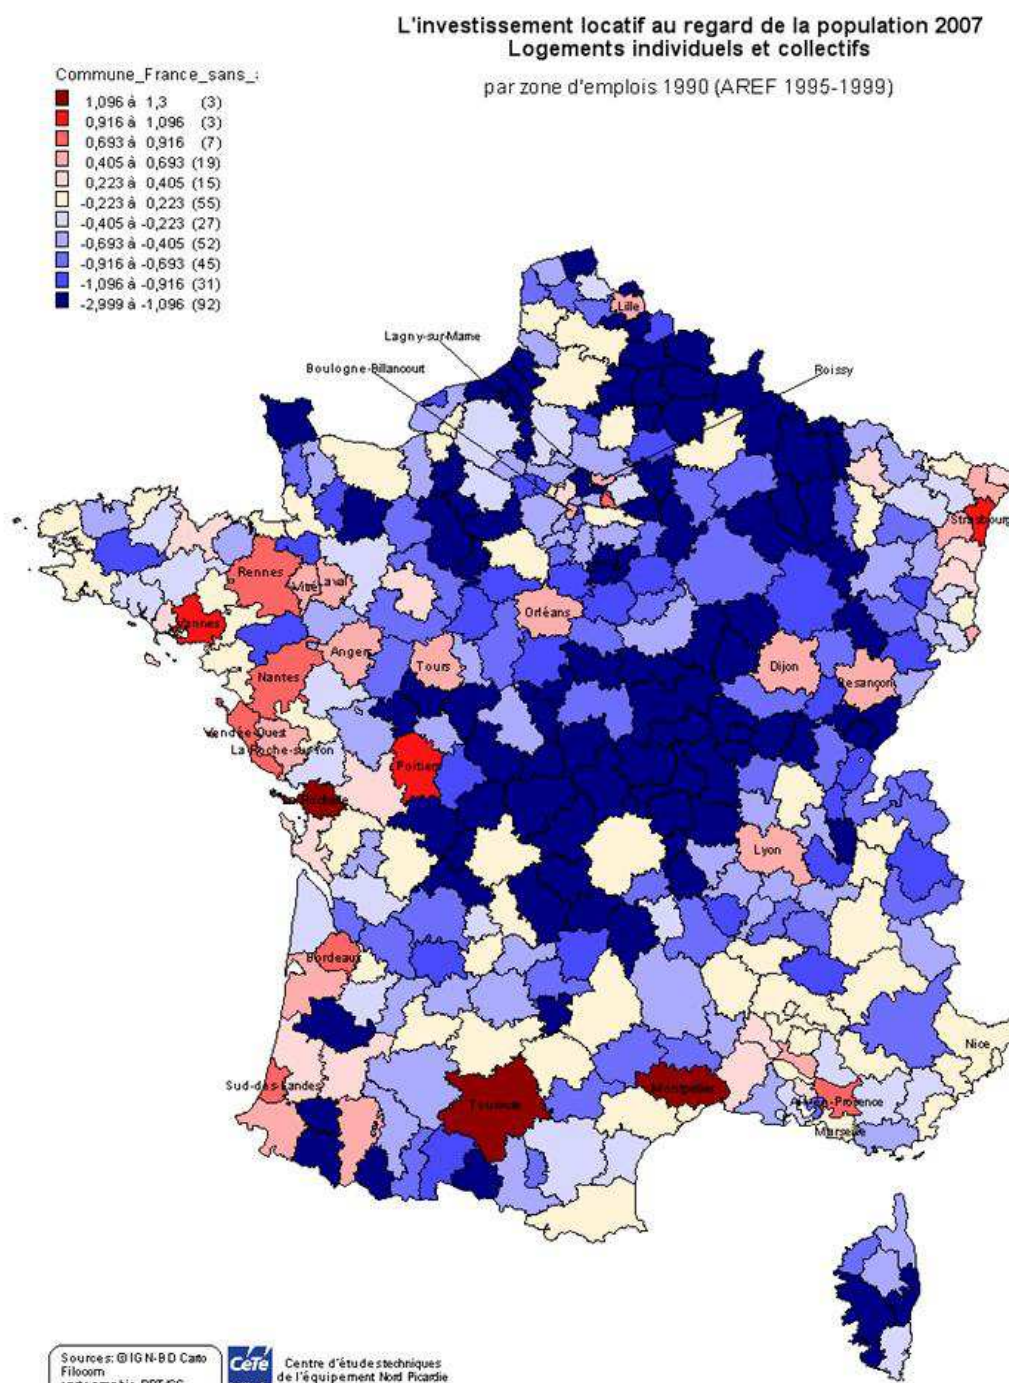 L'investissement locatif au regard de la population 2007
Logements individuels et collectifs
par zone d'emplois 1990 (AREF 1995-1999)
Commune_France_sans_
1,096 à 1,3 (3)
0,916 à 1,096 (3)
0,693 à 0,916 (7)
0,405 à 0,693 (19)
0,223 à 0,405 (15)
-0,223 à 0,223 (55)
-0,405 à -0,223 (27)
-0,693 à -0,405 (52)
-0,916 à -0,693 (45)
-1,096 à -0,916 (31)
-2,999 à -1,096 (92)
Lille
Lagny-sur-Marne
Boulogne-Billancourt
Roissy
Strasbourg
Rennes
Vitré
Laval
Vannes
Orléans
Angers
Tours
Dijon
Besançon
Nantes
Vendée-Ouest
La Roche-sur-Yon
Poitiers
La Rochelle
Lyon
Bordeaux
Nice
Sud-des-Landes
Toulouse
Montpellier
Aix-en-Provence
Marseille
Sources: @IGN-BD Carto
Filocom
CeTe
Centre d'études techniques
de l'équipement Nord Picardie